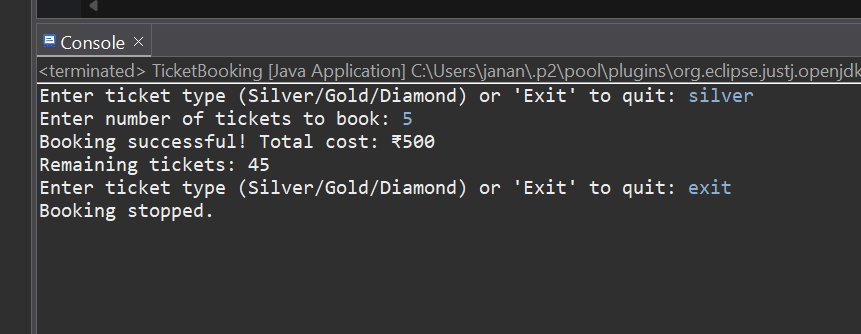 Console ×
<terminated> TicketBooking [Java Application] C:\Users\janan\.p2\pool\plugins\org.eclipse.justj.openjdk
Enter ticket type (Silver/Gold/Diamond) or 'Exit' to quit: silver
Enter number of tickets to book: 5
Booking successful! Total cost: ₹500
Remaining tickets: 45
Enter ticket type (Silver/Gold/Diamond) or 'Exit' to quit: exit
Booking stopped.